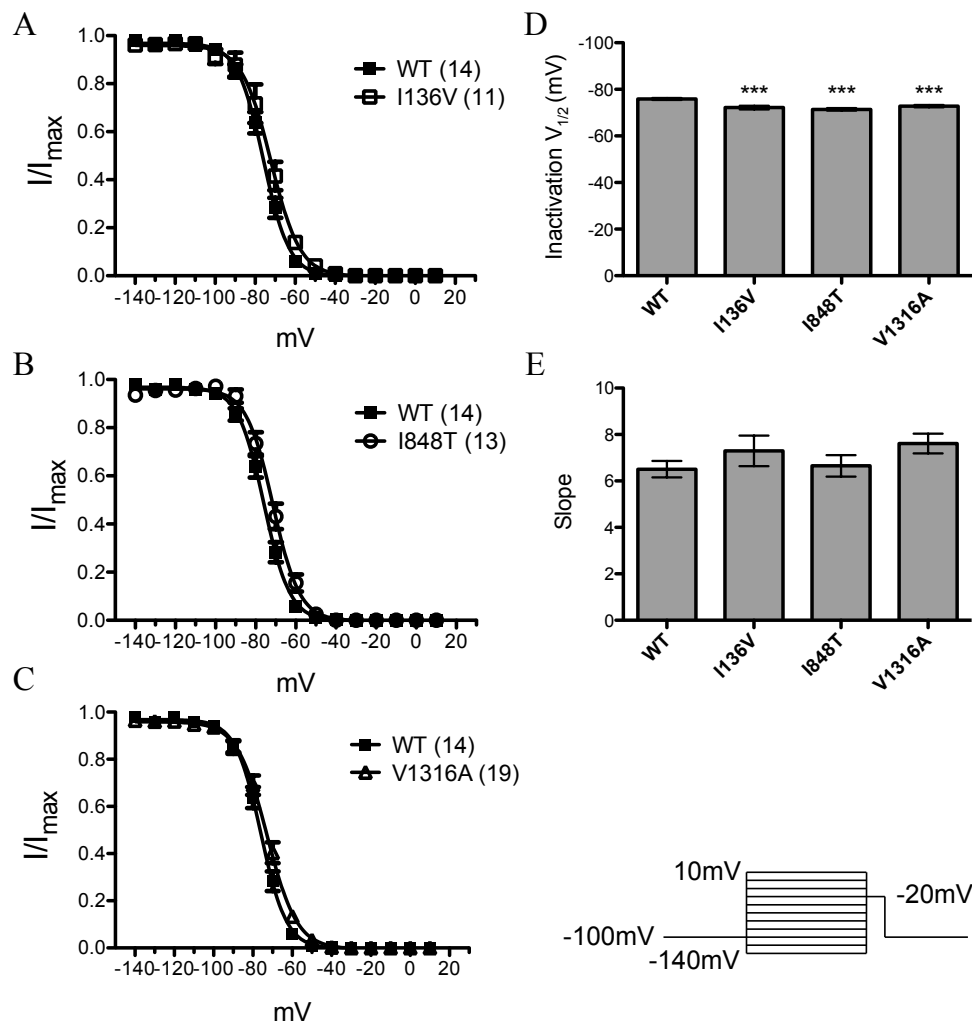 A
1.0
0.8
0.6
0.4
0.2
0.0
I/Imax
WT (14)
I136V (11)
-140 -120 -100 -80 -60 -40 -20 0 20
mV
B
1.0
0.8
0.6
0.4
0.2
0.0
I/Imax
WT (14)
I848T (13)
-140 -120 -100 -80 -60 -40 -20 0 20
mV
C
1.0
0.8
0.6
0.4
0.2
0.0
I/Imax
WT (14)
V1316A (19)
-140 -120 -100 -80 -60 -40 -20 0 20
mV
D
-100
-80
-60
-40
-20
0
Inactivation V1/2 (mV)
*** *** ***
WT I136V I848T V1316A
E
10
8
6
4
2
0
Slope
WT I136V I848T V1316A
10mV
-20mV
-100mV
-140mV